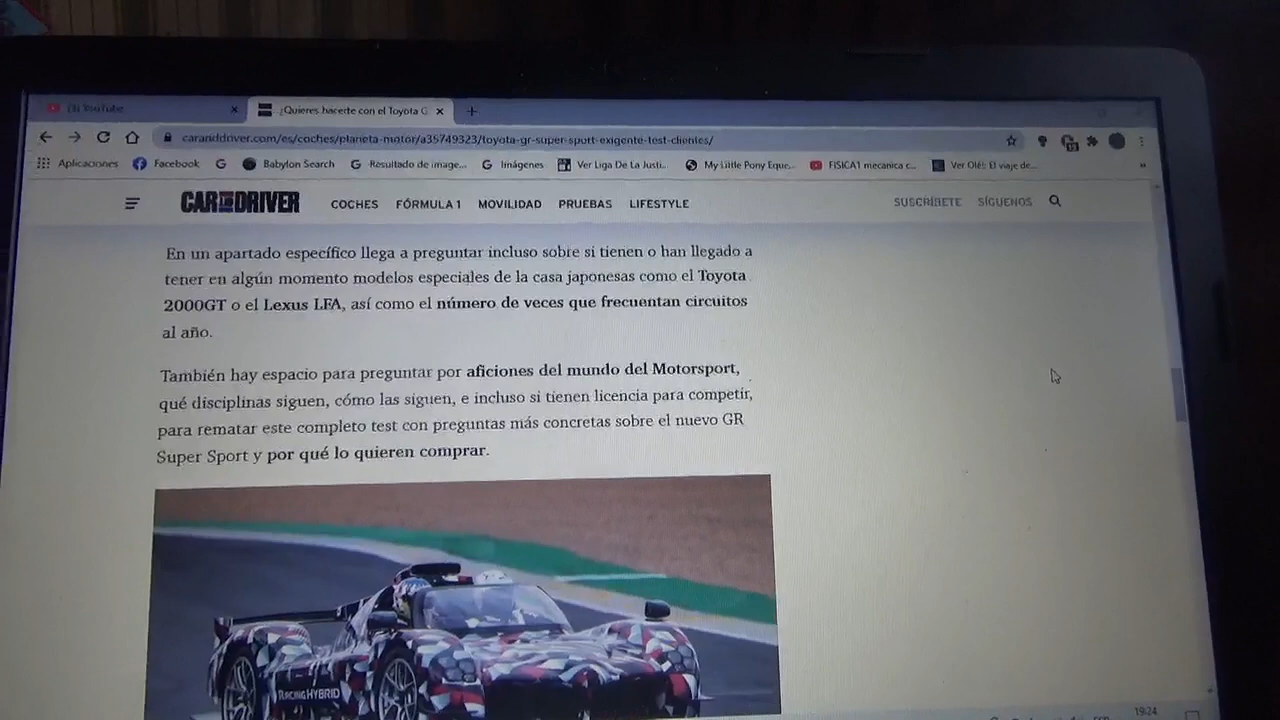 (3) YouTube
¿Quieres hacerte con el Toyota G
caranddriver.com/es/coches/planeta-motor/a35749323/toyota-gr-super-sport-exigente-test-clientes/
Aplicaciones Facebook Babylon Search Resultado de image... Imágenes Ver Liga De La Justi... My Little Pony Eque... FISICA1 mecanica c... Ver Olé!: El viaje de... »
CAR AND DRIVER COCHES FÓRMULA 1 MOVILIDAD PRUEBAS LIFESTYLE SUSCRÍBETE SÍGUENOS
En un apartado específico llega a preguntar incluso sobre si tienen o han llegado a
tener en algún momento modelos especiales de la casa japonesas como el Toyota
2000GT o el Lexus LFA, así como el número de veces que frecuentan circuitos
al año.
También hay espacio para preguntar por aficiones del mundo del Motorsport,
qué disciplinas siguen, cómo las siguen, e incluso si tienen licencia para competir,
para rematar este completo test con preguntas más concretas sobre el nuevo GR
Super Sport y por qué lo quieren comprar.
RACING HYBRID
19:24